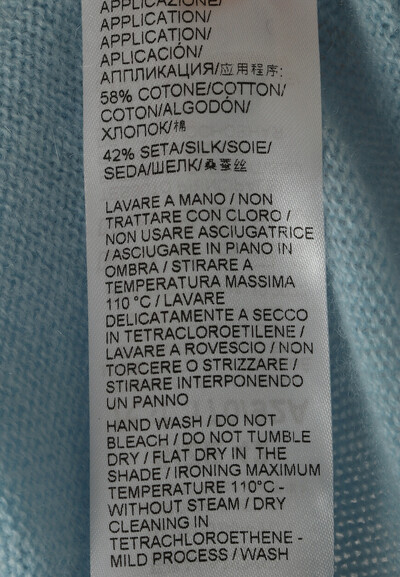 APPLICAZIONE/
APPLICATION/
APPLICATION/
APLICACIÓN/
АППЛИКАЦИЯ/应用程序:
58% COTONE/COTTON/
COTON/ALGODÓN/
ХЛОПОК/棉
42% SETA/SILK/SOIE/
SEDA/ШЕЛК/桑蚕丝
LAVARE A MANO / NON
TRATTARE CON CLORO /
NON USARE ASCIUGATRICE
/ ASCIUGARE IN PIANO IN
OMBRA / STIRARE A
TEMPERATURA MASSIMA
110 °C / LAVARE
DELICATAMENTE A SECCO
IN TETRACLOROETILENE /
LAVARE A ROVESCIO / NON
TORCERE O STRIZZARE /
STIRARE INTERPONENDO
UN PANNO
HAND WASH / DO NOT
BLEACH / DO NOT TUMBLE
DRY / FLAT DRY IN THE
SHADE / IRONING MAXIMUM
TEMPERATURE 110°C -
WITHOUT STEAM / DRY
CLEANING IN
TETRACHLOROETHENE -
MILD PROCESS / WASH